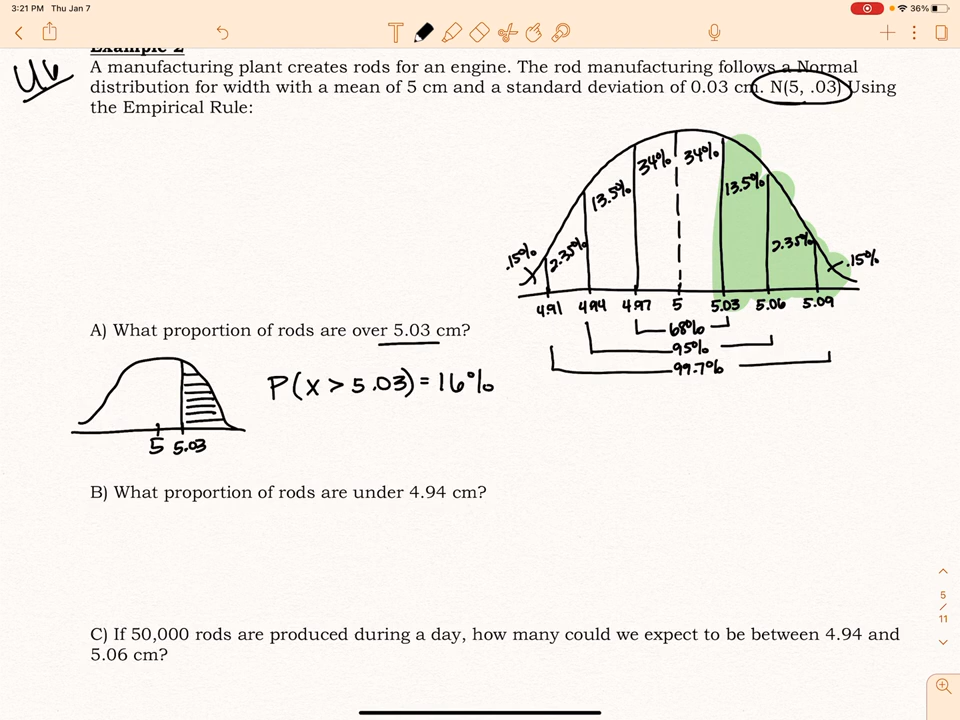 3:21 PM Thu Jan 7
36%
Example 2
A manufacturing plant creates rods for an engine. The rod manufacturing follows a Normal
distribution for width with a mean of 5 cm and a standard deviation of 0.03 cm. N(5, .03) Using
the Empirical Rule:
34% 34%
13.5% 13.5%
.15% 2.35% 2.35% .15%
4.91 4.94 4.97 5 5.03 5.06 5.09
68%
95%
99.7%
A) What proportion of rods are over 5.03 cm?
P(X > 5.03) = 16%
5 5.03
B) What proportion of rods are under 4.94 cm?
5
/
11
C) If 50,000 rods are produced during a day, how many could we expect to be between 4.94 and
5.06 cm?